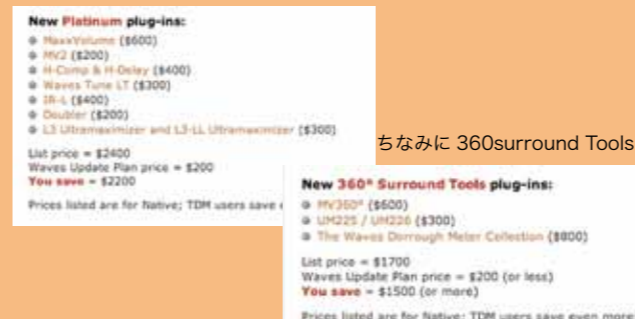 New Platinum plug-ins:
MaxxVolume ($600)
MV2 ($200)
H-Comp & H-Delay ($400)
Waves Tune LT ($300)
IR-L ($400)
Doubler ($200)
L3 Ultramaximizer and L3-LL Ultramaximizer ($300)
List price = $2400
Waves Update Plan price = $200
You save = $2200
Prices listed are for Native; TDM users save
ちなみに 360surround Tools
New 360° Surround Tools plug-ins:
MV360° ($600)
UM225 / UM226 ($300)
The Waves Dorrough Meter Collection ($800)
List price = $1700
Waves Update Plan price = $200 (or less)
You save = $1500 (or more)
Prices listed are for Native; TDM users save even more